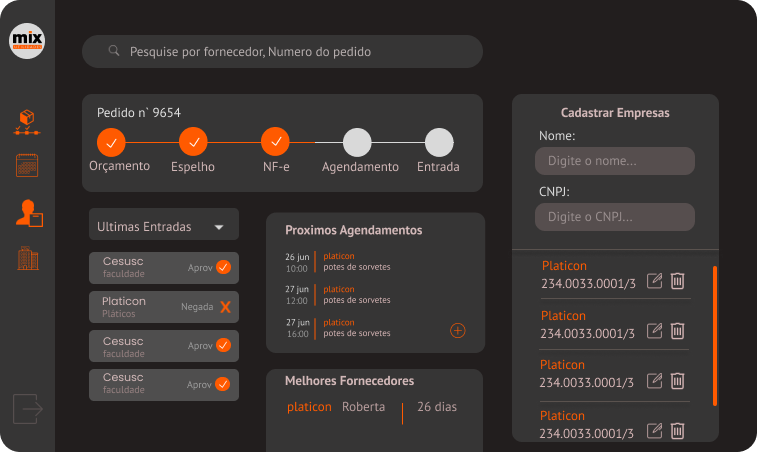 mix
Pesquise por fornecedor, Numero do pedido
Pedido n` 9654
Orçamento
Espelho
NF-e
Agendamento
Entrada
Ultimas Entradas
Cesusc
faculdade
Aprov
Platicon
Pláticos
Negada
Cesusc
faculdade
Aprov
Cesusc
faculdade
Aprov
Proximos Agendamentos
26 jun
10:00
platicon
potes de sorvetes
27 jun
12:00
platicon
potes de sorvetes
27 jun
16:00
platicon
potes de sorvetes
Melhores Fornecedores
platicon
Roberta
26 dias
Cadastrar Empresas
Nome:
Digite o nome...
CNPJ:
Digite o CNPJ...
Platicon
234.0033.0001/3
Platicon
234.0033.0001/3
Platicon
234.0033.0001/3
Platicon
234.0033.0001/3